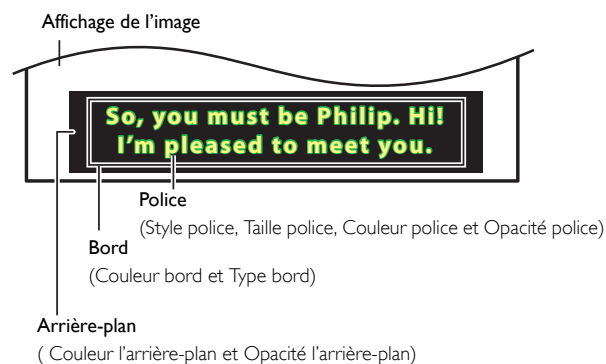 Affichage de l’image
So, you must be Philip. Hi!
I’m pleased to meet you.
Police
(Style police, Taille police, Couleur police et Opacité police)
Bord
(Couleur bord et Type bord)
Arrière-plan
( Couleur l’arrière-plan et Opacité l’arrière-plan)